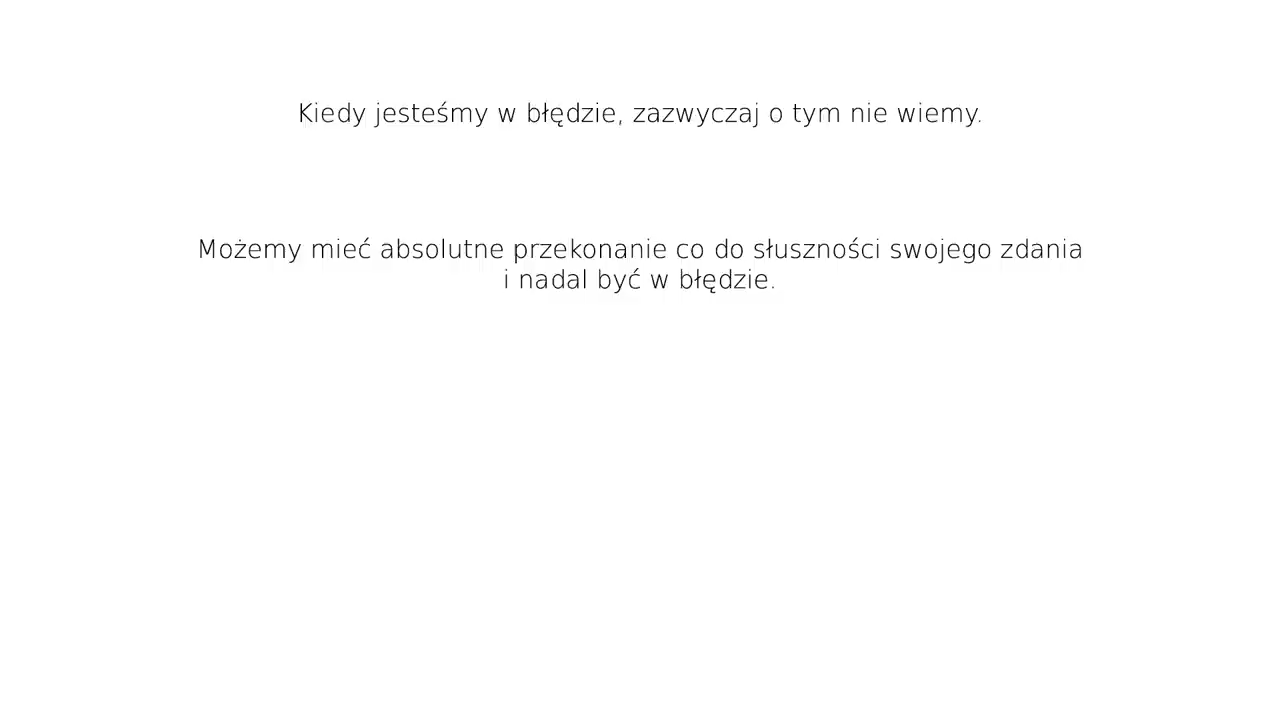 Kiedy jesteśmy w błędzie, zazwyczaj o tym nie wiemy.
Możemy mieć absolutne przekonanie co do słuszności swojego zdania
i nadal być w błędzie.